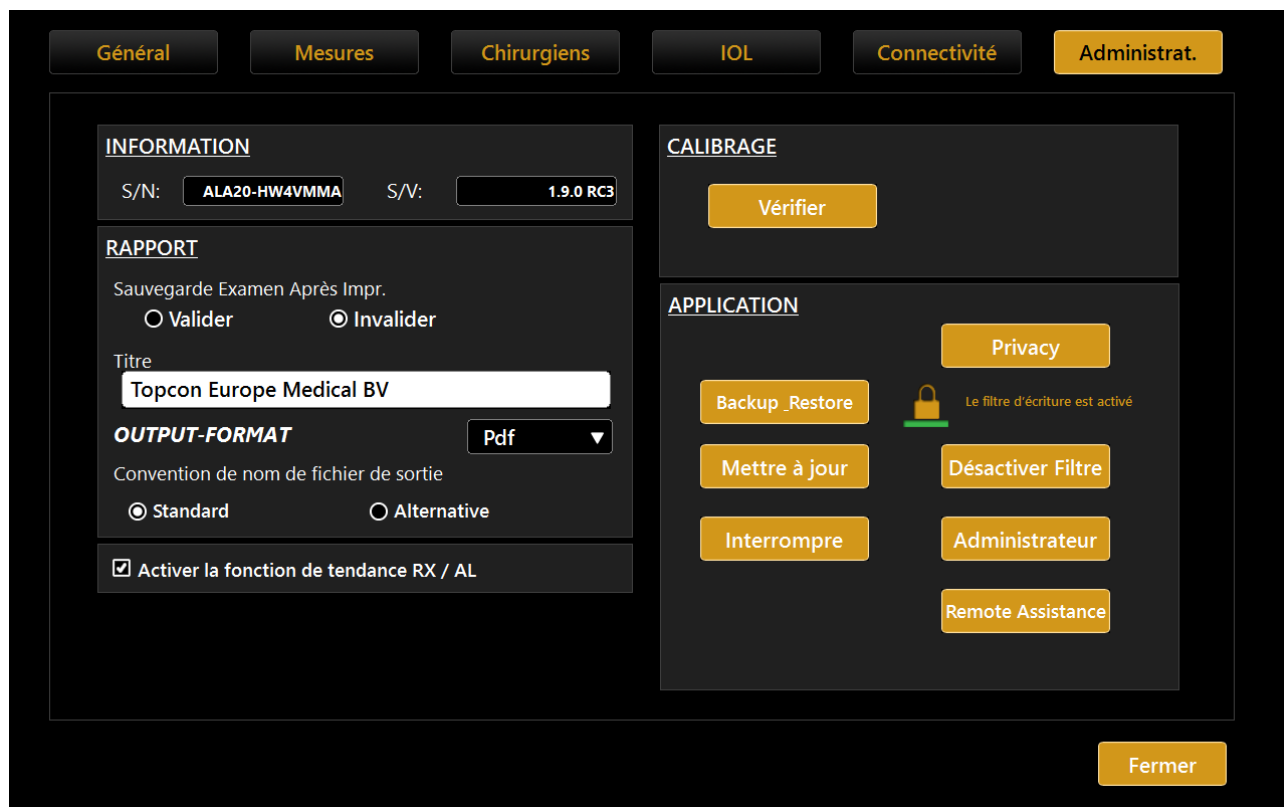 Général Mesures Chirurgiens IOL Connectivité Administrat.
INFORMATION
S/N: ALA20-HW4VMMA S/V: 1.9.0 RC3
RAPPORT
Sauvegarde Examen Après Impr.
Valider Invalider
Titre
Topcon Europe Medical BV
OUTPUT-FORMAT Pdf
Convention de nom de fichier de sortie
Standard Alternative
Activer la fonction de tendance RX / AL
CALIBRAGE
Vérifier
APPLICATION
Privacy
Backup _Restore Le filtre d'écriture est activé
Mettre à jour Désactiver Filtre
Interrompre Administrateur
Remote Assistance
Fermer